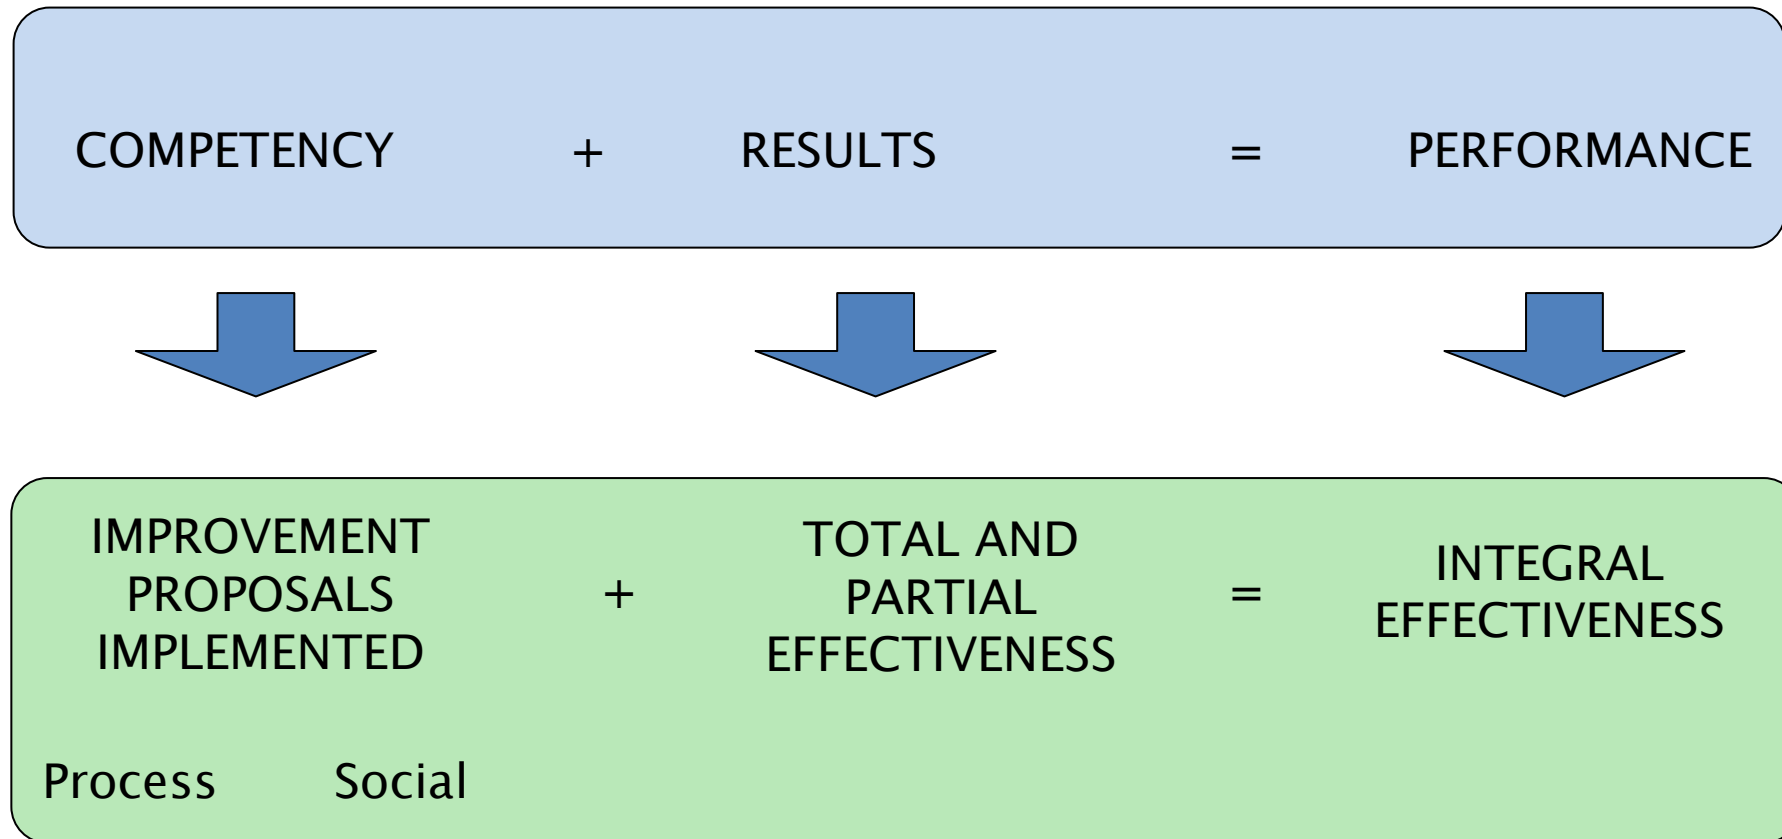 COMPETENCY + RESULTS = PERFORMANCE
IMPROVEMENT
PROPOSALS
IMPLEMENTED
+
TOTAL AND
PARTIAL
EFFECTIVENESS
=
INTEGRAL
EFFECTIVENESS
Process Social